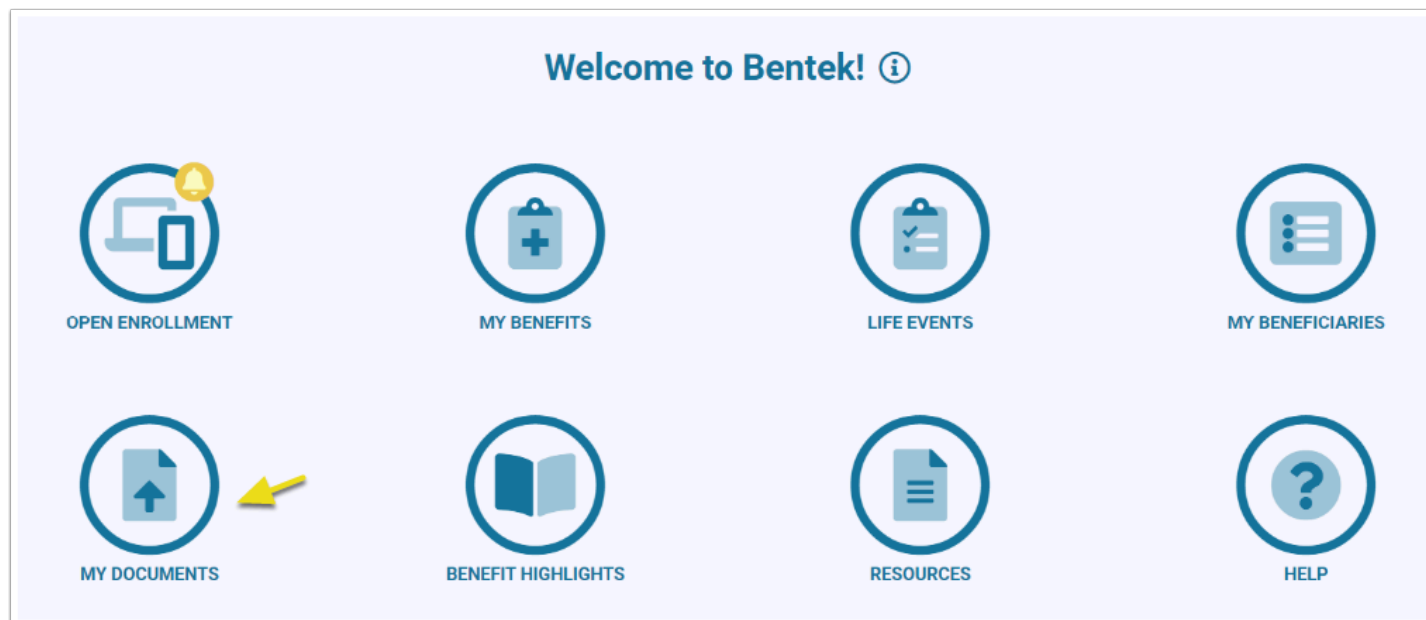 Welcome to Bentek!
OPEN ENROLLMENT
MY BENEFITS
LIFE EVENTS
MY BENEFICIARIES
MY DOCUMENTS
BENEFIT HIGHLIGHTS
RESOURCES
HELP